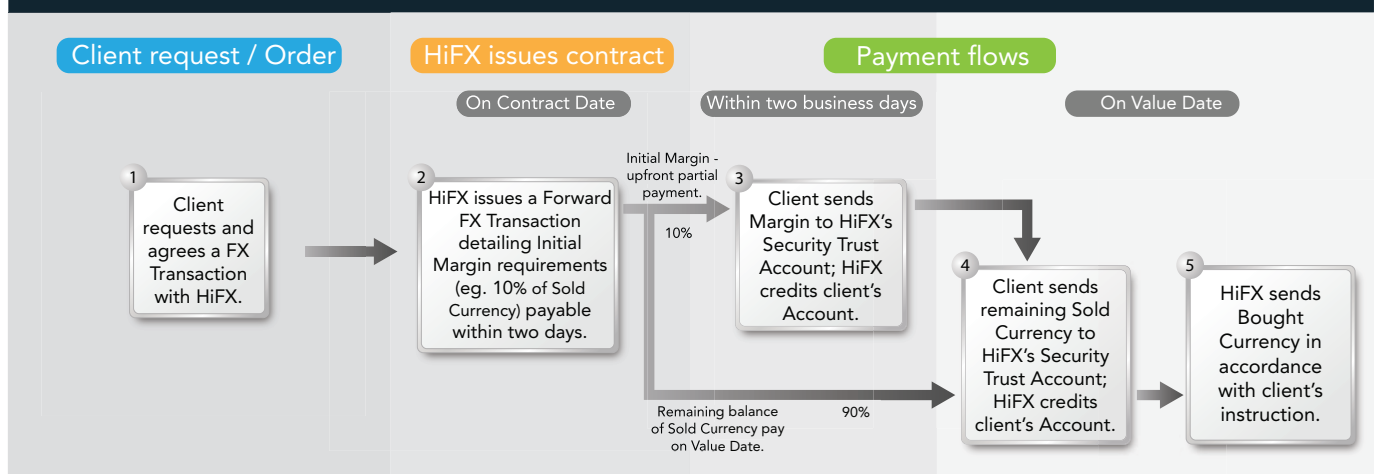 Client request / Order
HiFX issues contract
Payment flows
On Contract Date
Within two business days
On Value Date
1
Client
requests and
agrees a FX
Transaction
with HiFX.
2
HiFX issues a Forward
FX Transaction
detailing Initial
Margin requirements
(eg. 10% of Sold
Currency) payable
within two days.
Initial Margin -
upfront partial
payment.
10%
3
Client sends
Margin to HiFX's
Security Trust
Account; HiFX
credits client's
Account.
Remaining balance
of Sold Currency pay
on Value Date.
90%
4
Client sends
remaining Sold
Currency to
HiFX's Security
Trust Account;
HiFX credits
client's Account.
5
HiFX sends
Bought
Currency in
accordance
with client's
instruction.